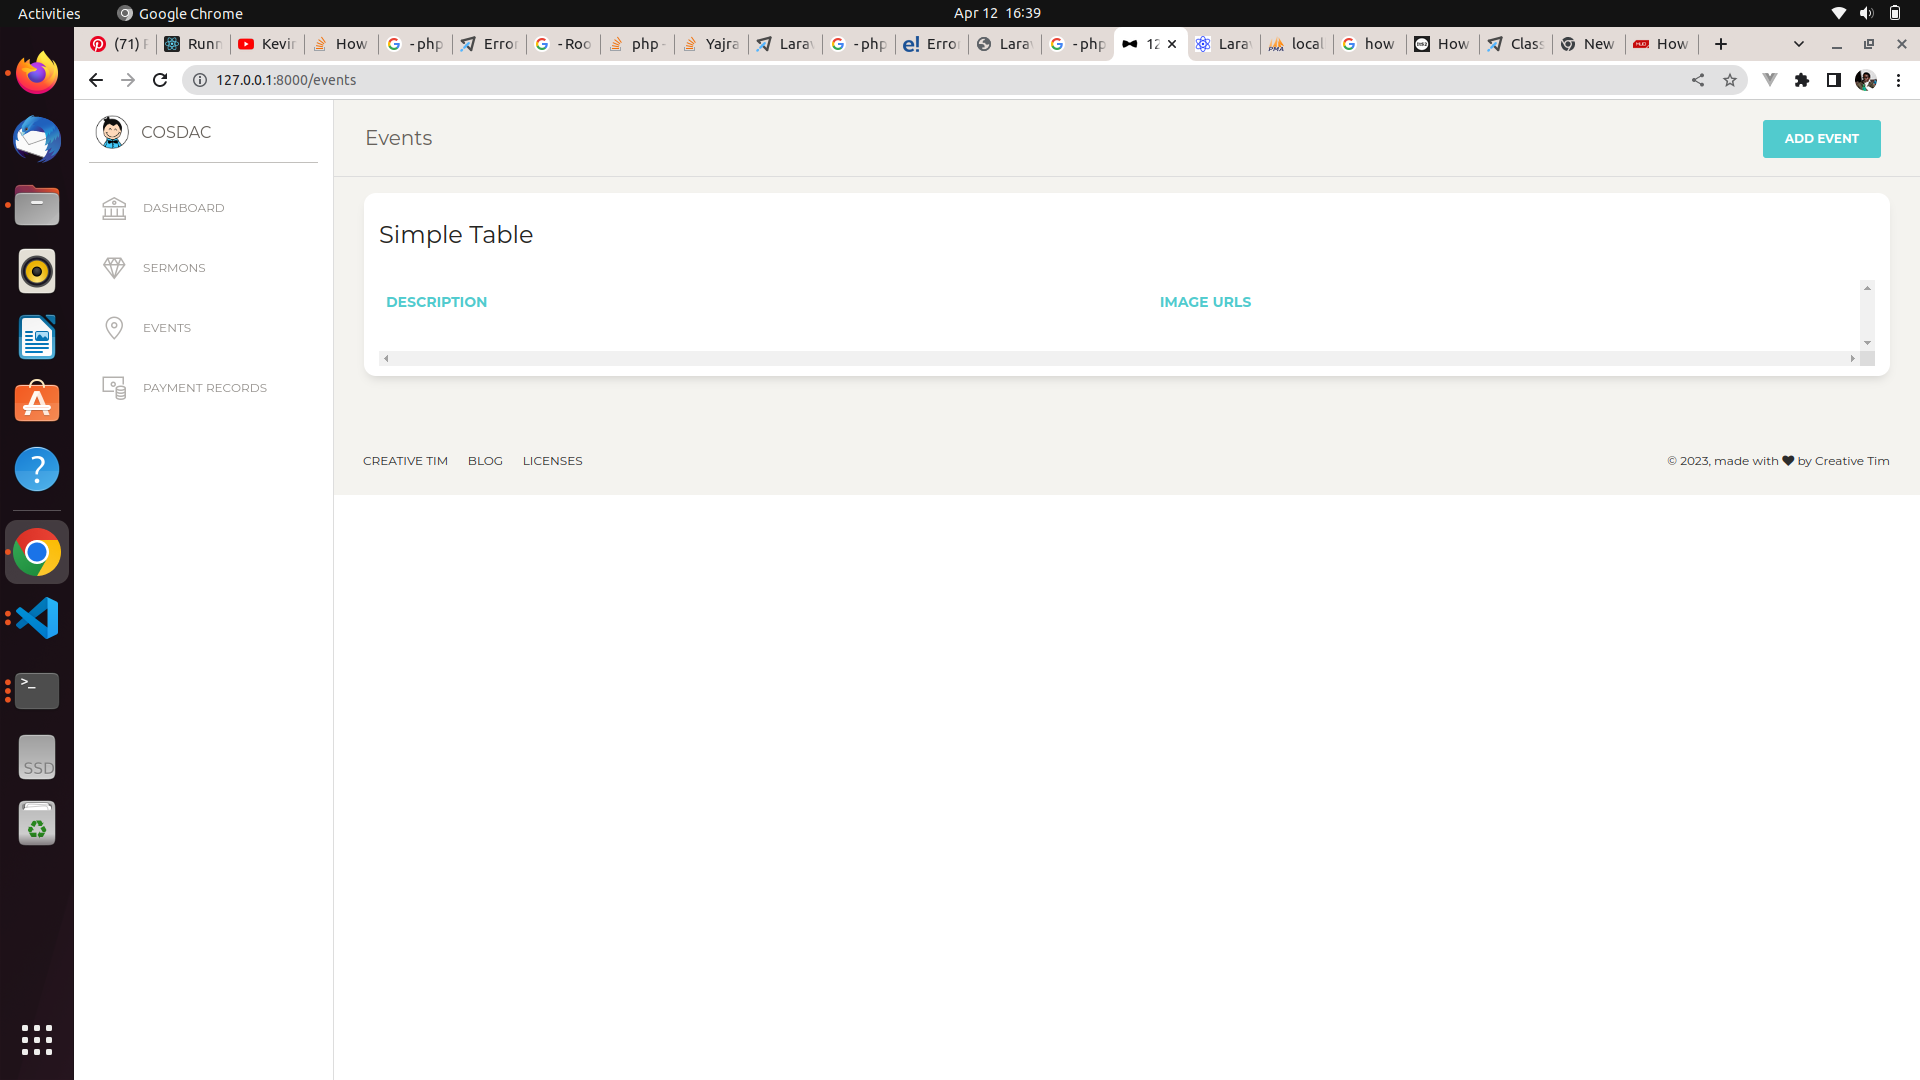 Activities
Google Chrome
Apr 12 16:39
(71) F
Runn
Kevin
How
- php
Error
- Roo
php -
Yajra
Larav
- php
Error
Larav
- php
12
Larav
local
how
How
Class
New
How
127.0.0.1:8000/events
COSDAC
Events
ADD EVENT
DASHBOARD
SERMONS
EVENTS
PAYMENT RECORDS
Simple Table
DESCRIPTION
IMAGE URLS
CREATIVE TIM
BLOG
LICENSES
© 2023, made with ♥ by Creative Tim
SSD